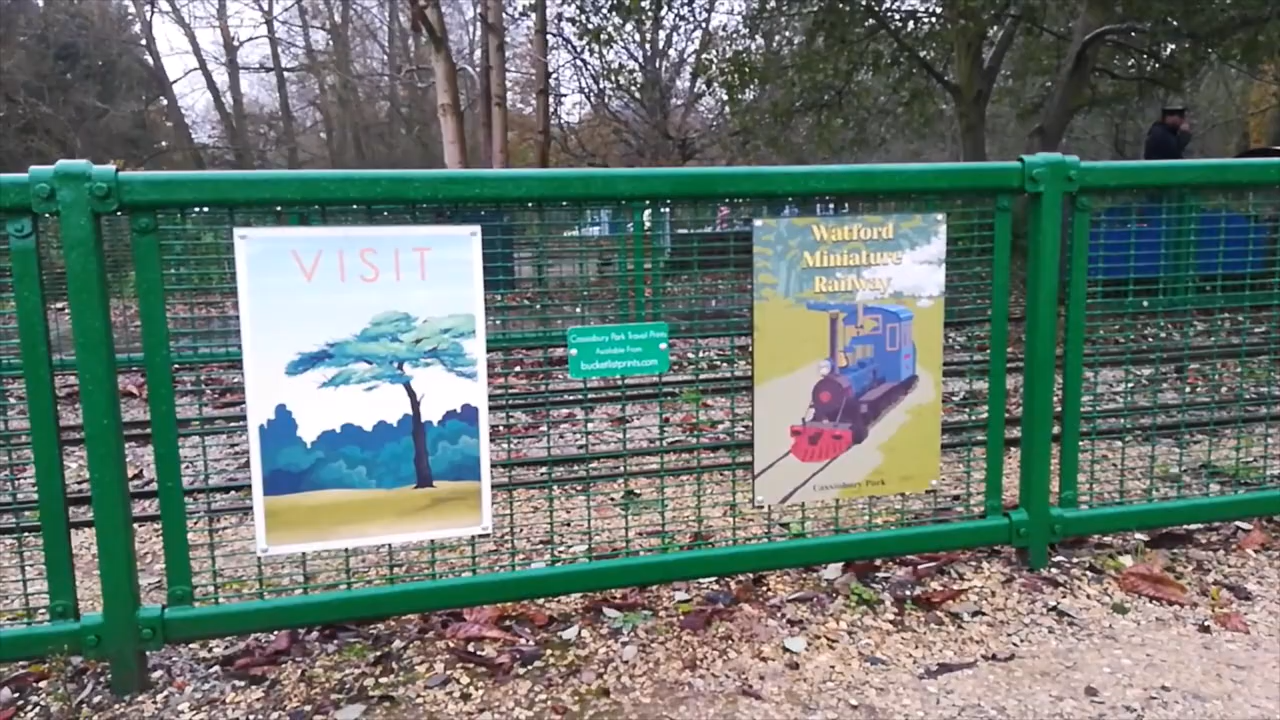 VISIT
Cassiobury Park Travel Prints
Available From
bucketlistprints.com
Watford
Miniature
Railway
Cassiobury Park